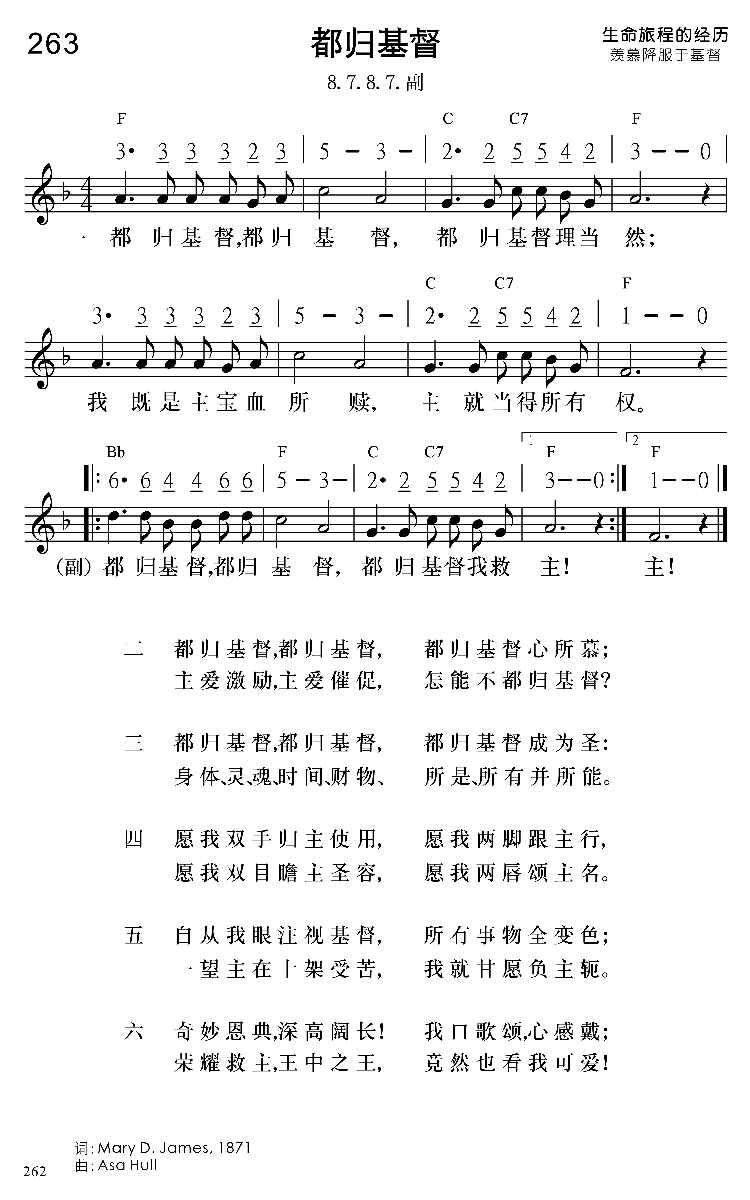 263
都归基督
生命旅程的经历
羡慕降服于基督
8.7.8.7.副
F C C7 F
3· 3 3 3 2 3 | 5 － 3 － | 2· 2 5 5 4 2 | 3 － － 0
4
4
一 都 归 基 督,都 归 基 督， 都 归 基 督 理 当 然；
C C7 F
3· 3 3 3 2 3 | 5 － 3 － | 2· 2 5 5 4 2 | 1 － － 0
我 既 是 主 宝 血 所 赎， 主 就 当 得 所 有 权。
Bb F C C7 1 F 2 F
‖: 6· 6 4 4 6 6 | 5 － 3 － | 2· 2 5 5 4 2 | 3 － － 0 :‖ 1 － － 0 ‖
(副) 都 归 基 督,都 归 基 督， 都 归 基 督 我 救 主！ 主！
二 都归基督,都归基督， 都归基督心所慕；
主爱激励,主爱催促， 怎能不都归基督？
三 都归基督,都归基督， 都归基督成为圣：
身体、灵、魂、时间、财物、 所是、所有并所能。
四 愿我双手归主使用， 愿我两脚跟主行，
愿我双目瞻主圣容， 愿我两唇颂主名。
五 自从我眼注视基督， 所有事物全变色；
一望主在十架受苦， 我就甘愿负主轭。
六 奇妙恩典,深高阔长！ 我口歌颂,心感戴；
荣耀救主,王中之王， 竟然也看我可爱！
词：Mary D. James, 1871
曲：Asa Hull
262